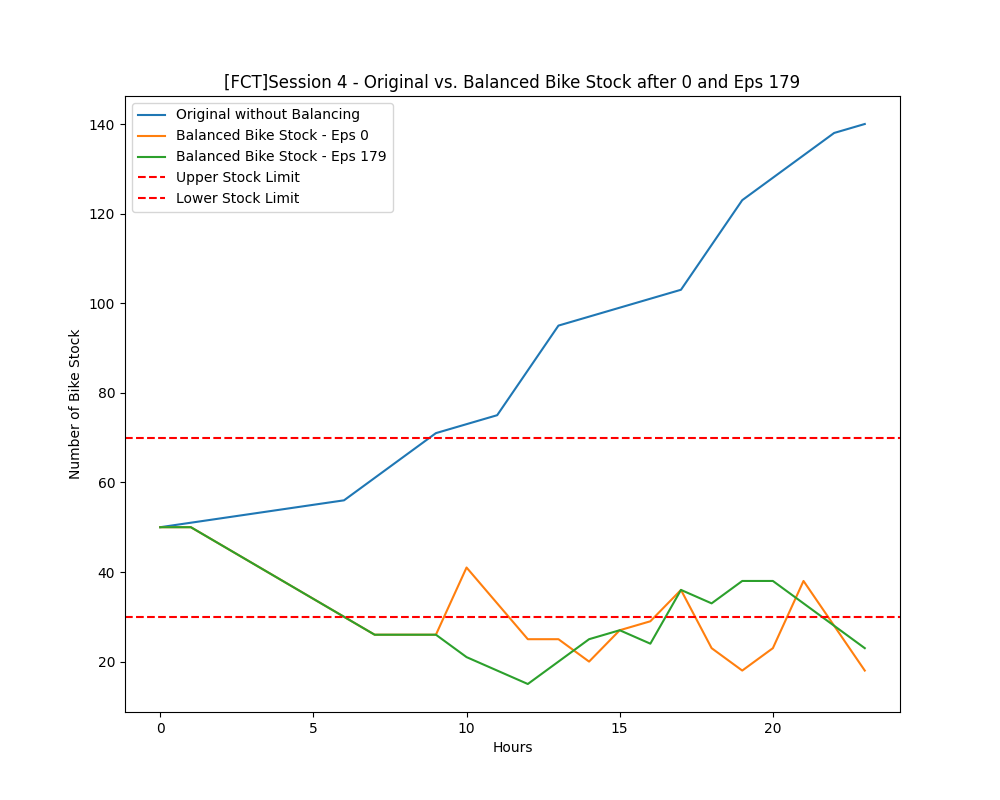 [FCT]Session 4 - Original vs. Balanced Bike Stock after 0 and Eps 179
Original without Balancing
Balanced Bike Stock - Eps 0
Balanced Bike Stock - Eps 179
Upper Stock Limit
Lower Stock Limit
Number of Bike Stock
140
120
100
80
60
40
20
0
5
10
15
20
Hours